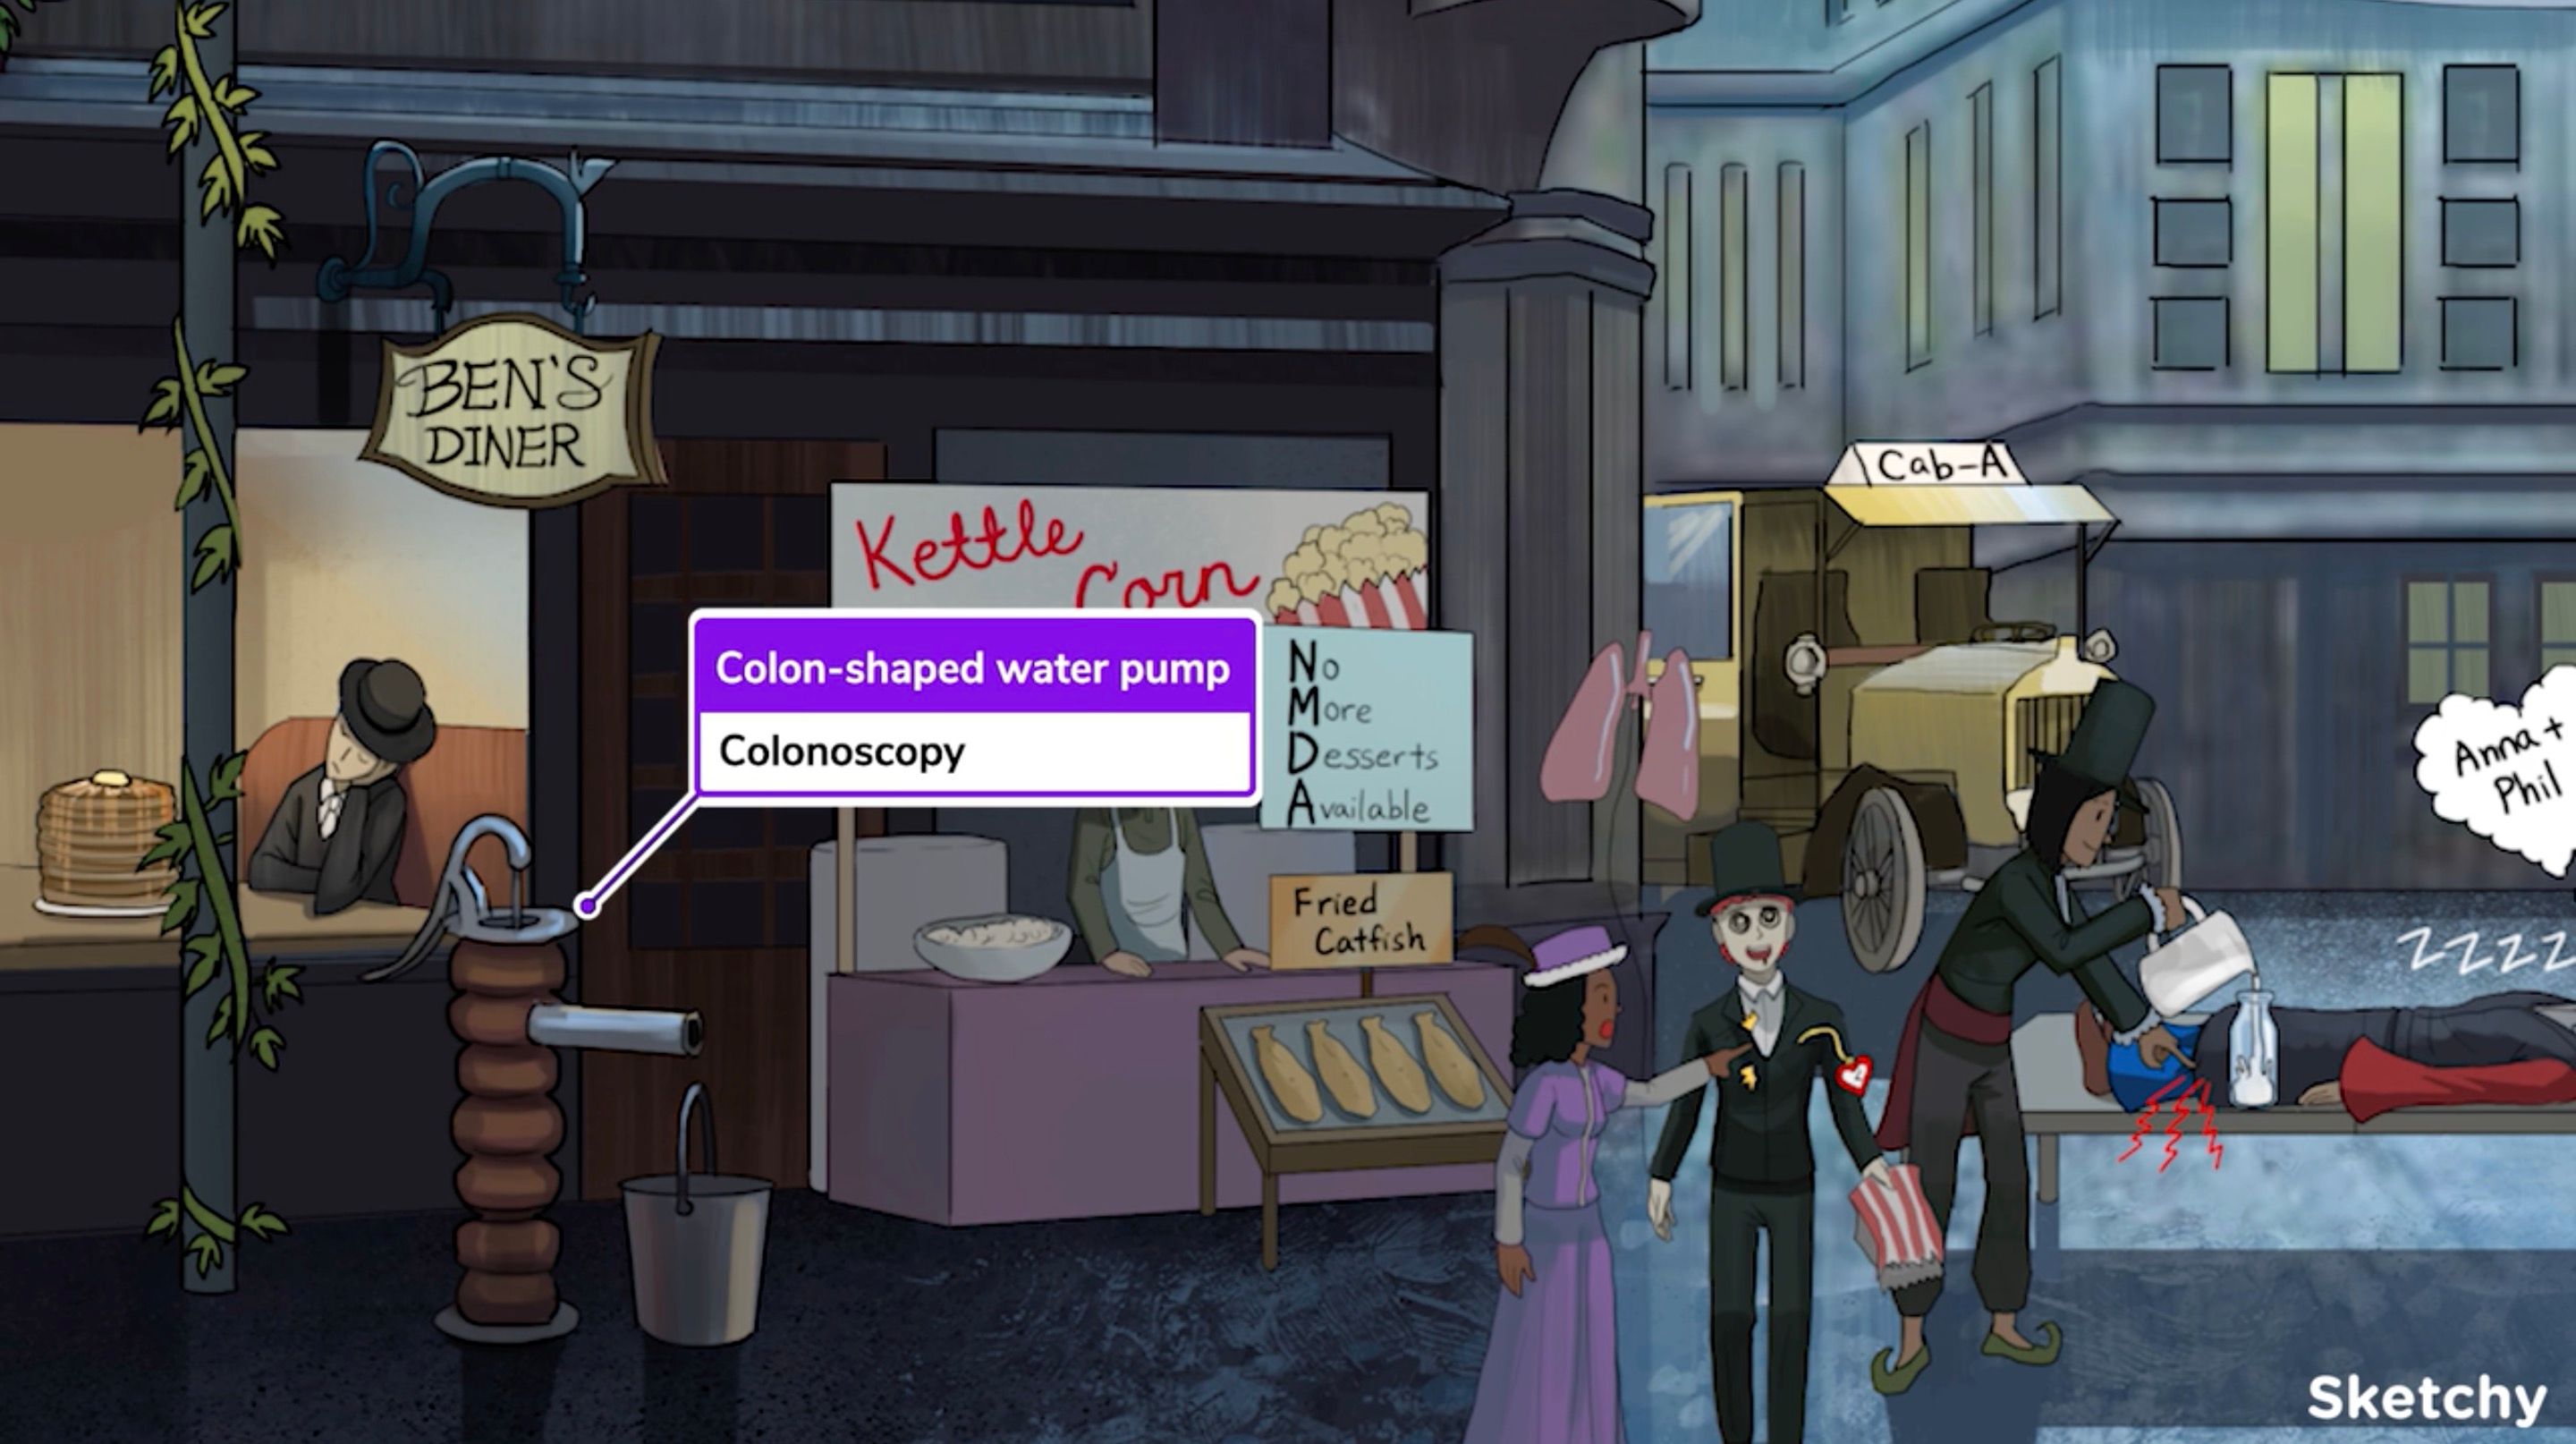 BEN'S
DINER
Kettle
Corn
Colon-shaped water pump
Colonoscopy
No
More
Desserts
Available
Fried
Catfish
Cab-A
Anna +
Phil
ZZZZ
Sketchy